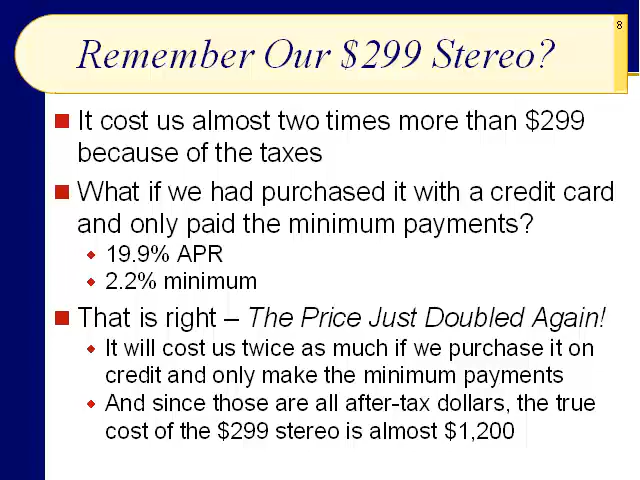 8
Remember Our $299 Stereo?
It cost us almost two times more than $299
because of the taxes
What if we had purchased it with a credit card
and only paid the minimum payments?
19.9% APR
2.2% minimum
That is right – The Price Just Doubled Again!
It will cost us twice as much if we purchase it on
credit and only make the minimum payments
And since those are all after-tax dollars, the true
cost of the $299 stereo is almost $1,200